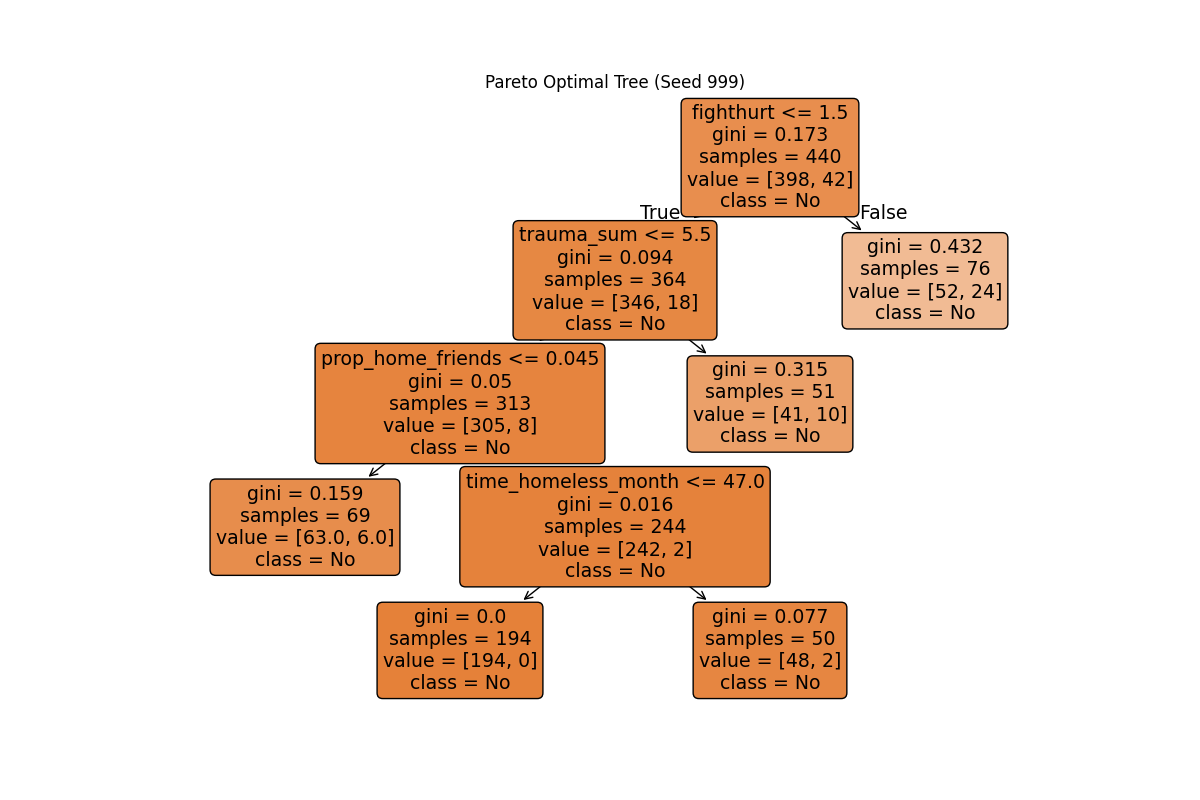 Pareto Optimal Tree (Seed 999)
fighthurt <= 1.5
gini = 0.173
samples = 440
value = [398, 42]
class = No
True
False
trauma_sum <= 5.5
gini = 0.094
samples = 364
value = [346, 18]
class = No
gini = 0.432
samples = 76
value = [52, 24]
class = No
prop_home_friends <= 0.045
gini = 0.05
samples = 313
value = [305, 8]
class = No
gini = 0.315
samples = 51
value = [41, 10]
class = No
gini = 0.159
samples = 69
value = [63.0, 6.0]
class = No
time_homeless_month <= 47.0
gini = 0.016
samples = 244
value = [242, 2]
class = No
gini = 0.0
samples = 194
value = [194, 0]
class = No
gini = 0.077
samples = 50
value = [48, 2]
class = No